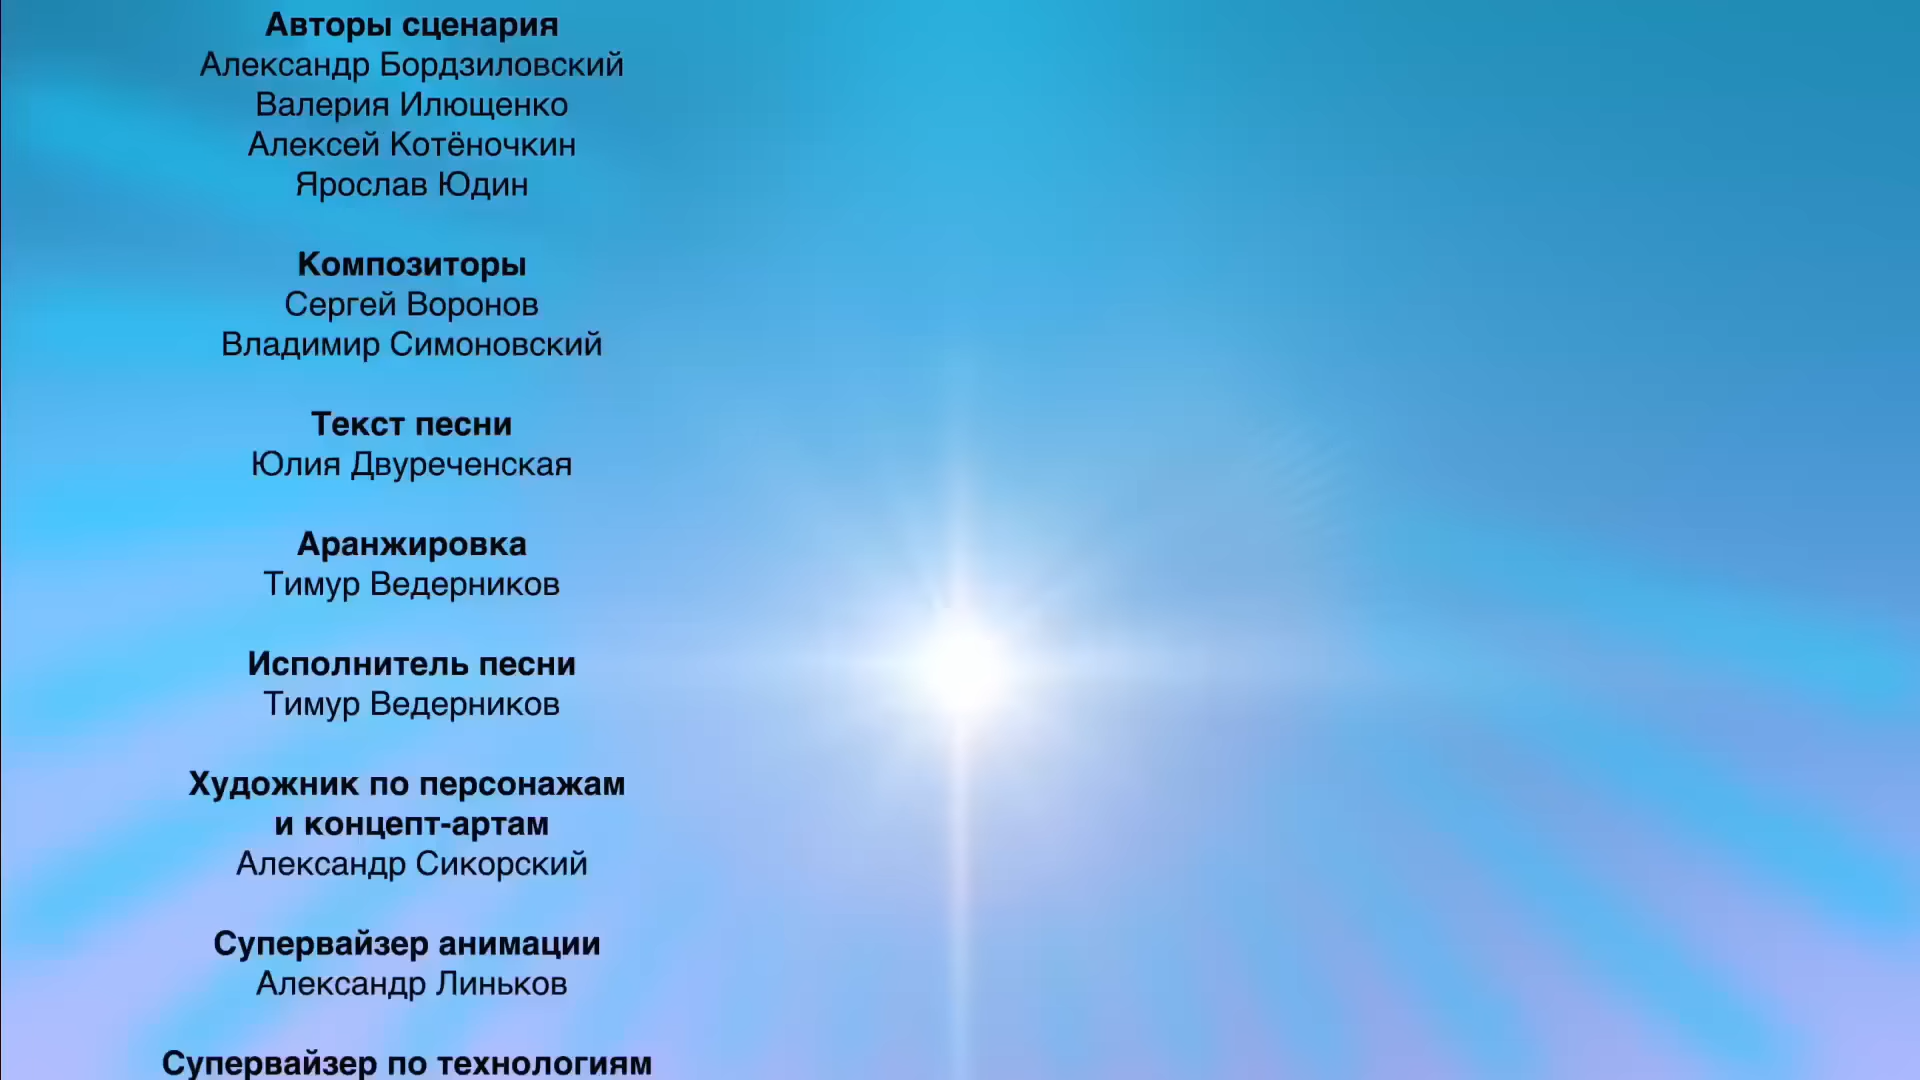 Авторы сценария
Александр Бордзиловский
Валерия Илющенко
Алексей Котёночкин
Ярослав Юдин
Композиторы
Сергей Воронов
Владимир Симоновский
Текст песни
Юлия Двуреченская
Аранжировка
Тимур Ведерников
Исполнитель песни
Тимур Ведерников
Художник по персонажам
и концепт-артам
Александр Сикорский
Супервайзер анимации
Александр Линьков
Супервайзер по технологиям